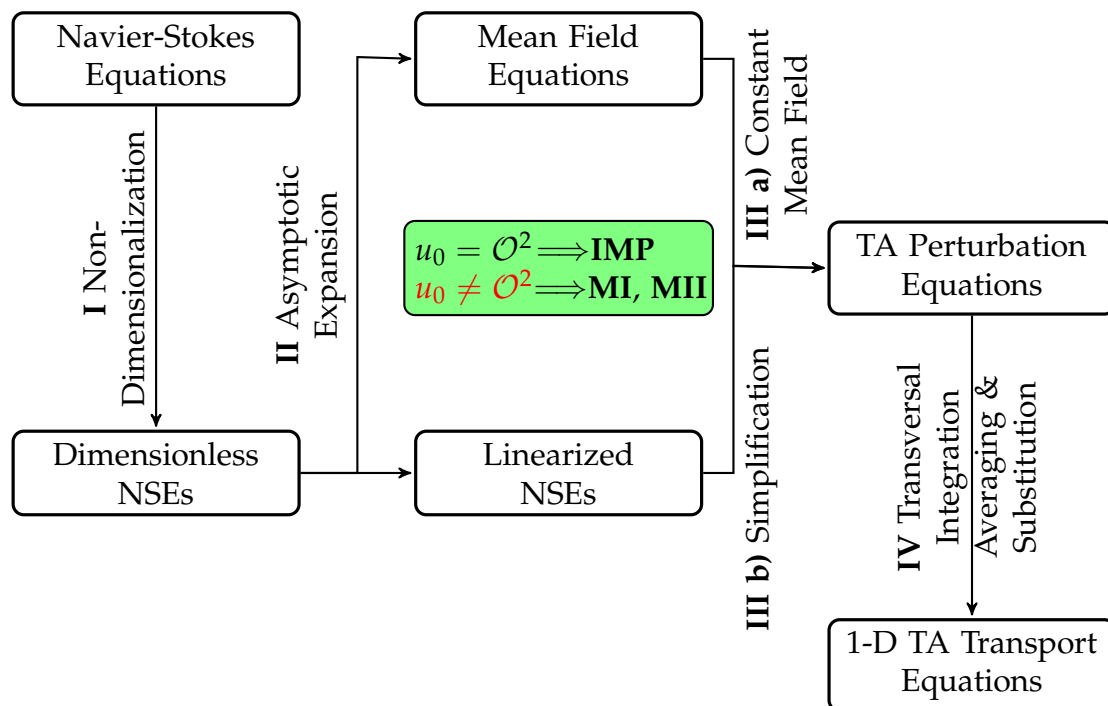 Navier-Stokes
Equations
I Non-
Dimensionalization
Dimensionless
NSEs
II Asymptotic
Expansion
Mean Field
Equations
u₀ = 𝒪² ⟹ IMP
u₀ ≠ 𝒪² ⟹ MI, MII
Linearized
NSEs
III a) Constant
Mean Field
III b) Simplification
TA Perturbation
Equations
IV Transversal
Integration
Averaging &
Substitution
1-D TA Transport
Equations